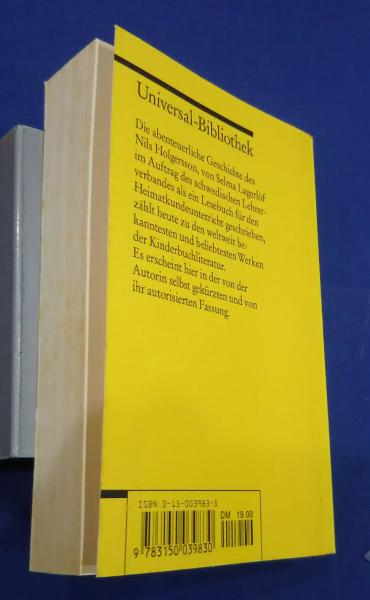 Universal-Bibliothek
Die abenteuerliche Geschichte des
Nils Holgersson, von Selma Lagerlöf
im Auftrag des schwedischen Lehrer-
verbandes als ein Lesebuch für den
Heimatkundeunterricht geschrieben,
zählt heute zu den weltweit be-
kanntesten und beliebtesten Werken
der Kinderbuchliteratur.
Es erscheint hier in der von der
Autorin selbst gekürzten und von
ihr autorisierten Fassung.
ISBN 3-15-003983-5
DM 19.00
9 783150 039830